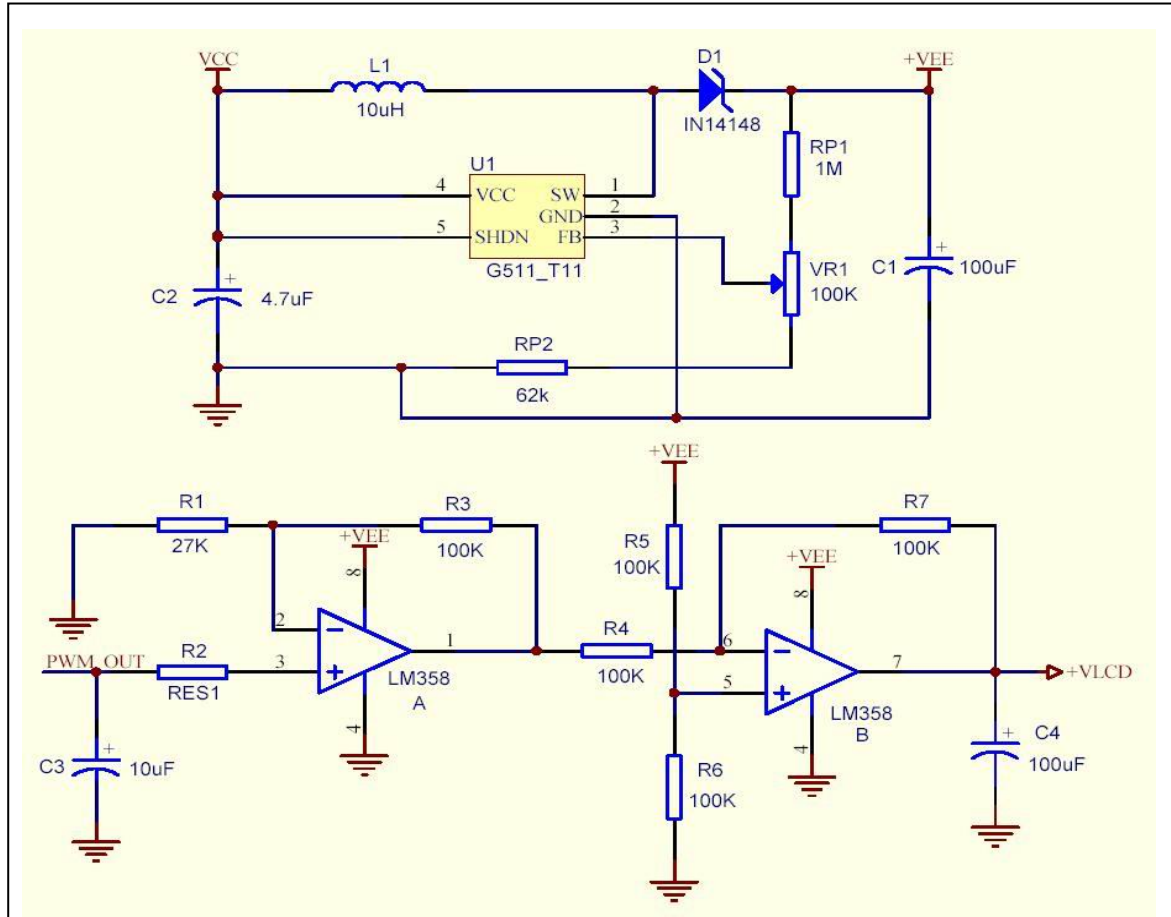 VCC
L1
10uH
D1
IN14148
+VEE
RP1
1M
U1
4 VCC SW 1
GND 2
5 SHDN FB 3
G511_T11
VR1
100K
C1 + 100uF
C2 + 4.7uF
RP2
62k
+VEE
R1
27K
R3
100K
+VEE
8
2
R5
100K
R7
100K
+VEE
8
PWM_OUT
R2
RES1
3
1
LM358
A
4
R4
100K
6
5
7
LM358
B
4
+VLCD
C3 + 10uF
R6
100K
C4
+
100uF